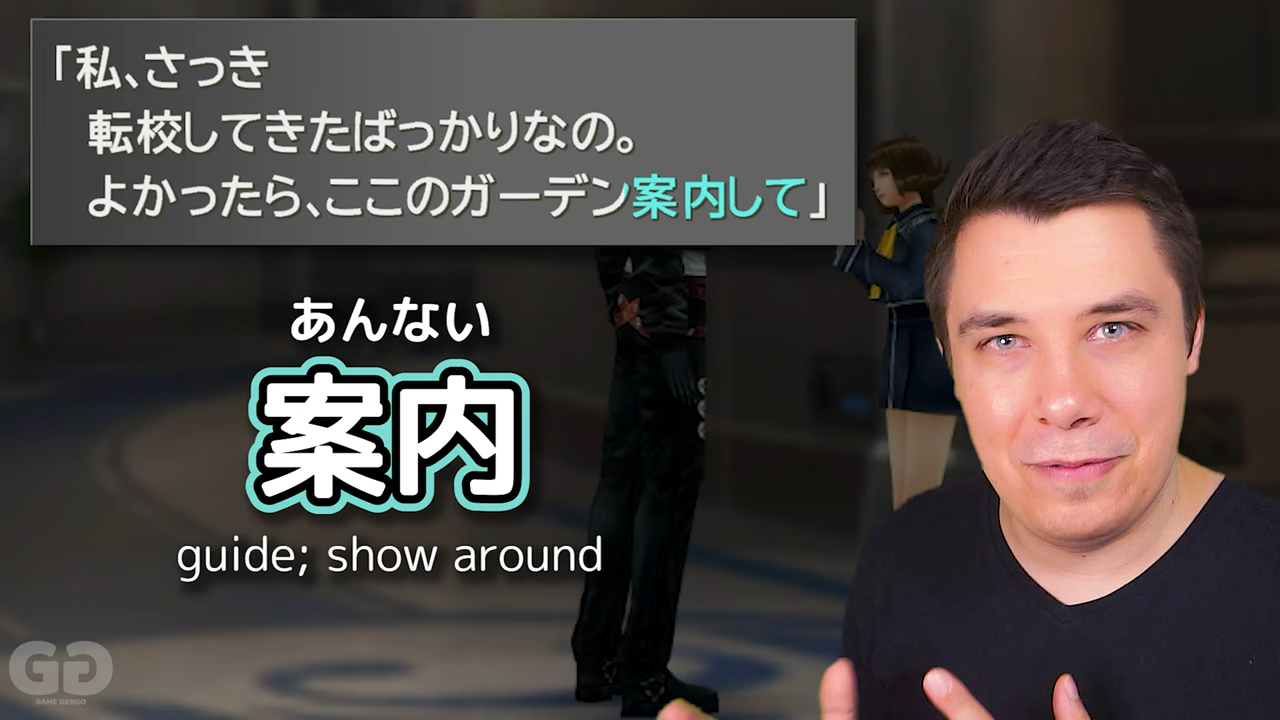 「私、さっき
転校してきたばっかりなの。
よかったら、ここのガーデン案内して」
あんない
案内
guide; show around
GG
GAME GENGO